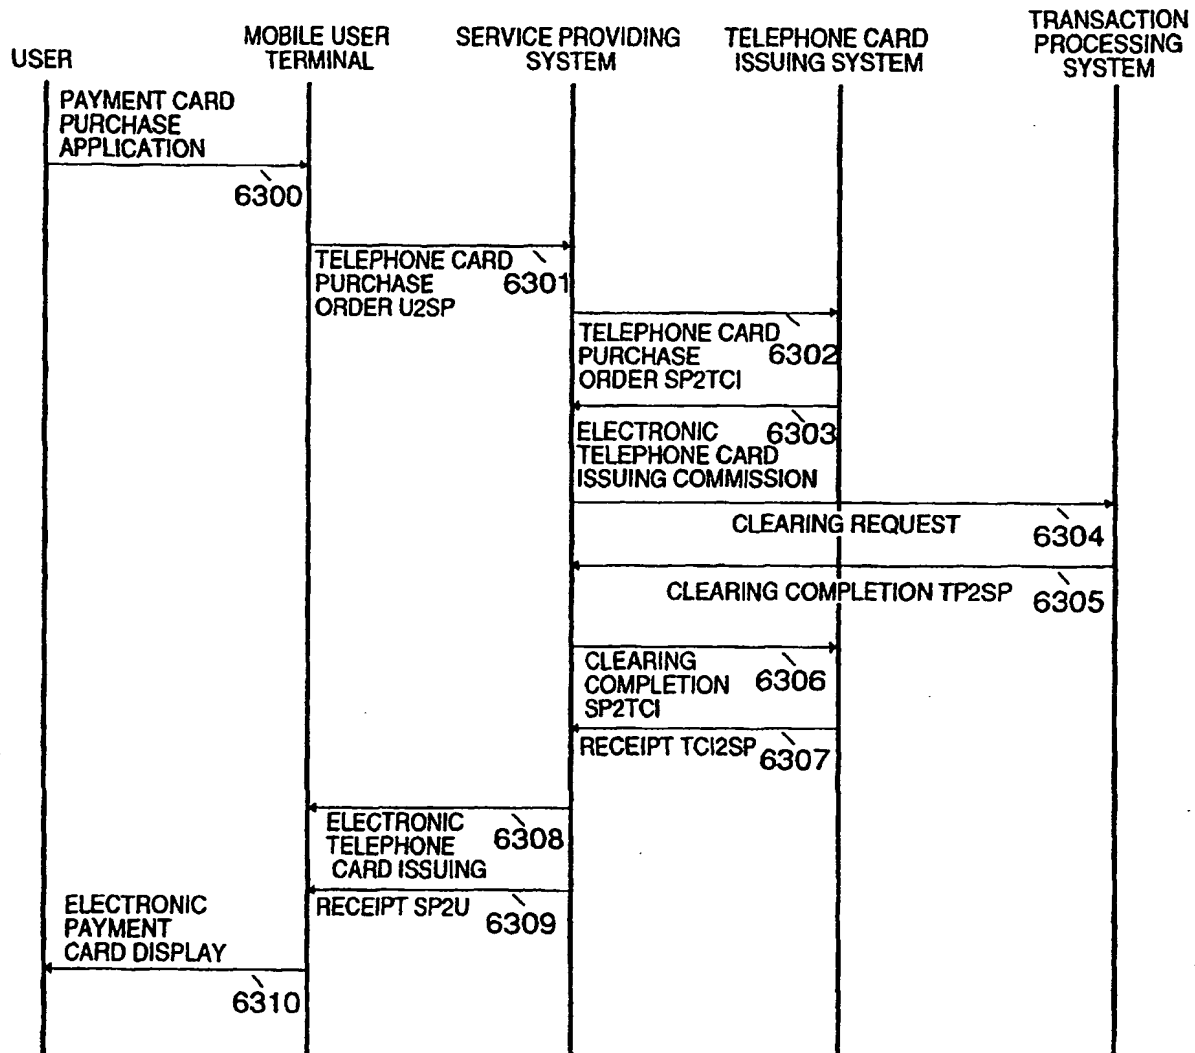 USER
MOBILE USER
TERMINAL
SERVICE PROVIDING
SYSTEM
TELEPHONE CARD
ISSUING SYSTEM
TRANSACTION
PROCESSING
SYSTEM
PAYMENT CARD
PURCHASE
APPLICATION
6300
TELEPHONE CARD
PURCHASE
ORDER U2SP
6301
TELEPHONE CARD
PURCHASE
ORDER SP2TCI
6302
ELECTRONIC
TELEPHONE CARD
ISSUING COMMISSION
6303
CLEARING REQUEST
6304
CLEARING COMPLETION TP2SP
6305
CLEARING
COMPLETION
SP2TCI
6306
RECEIPT TCI2SP
6307
ELECTRONIC
TELEPHONE
CARD ISSUING
6308
RECEIPT SP2U
6309
ELECTRONIC
PAYMENT
CARD DISPLAY
6310